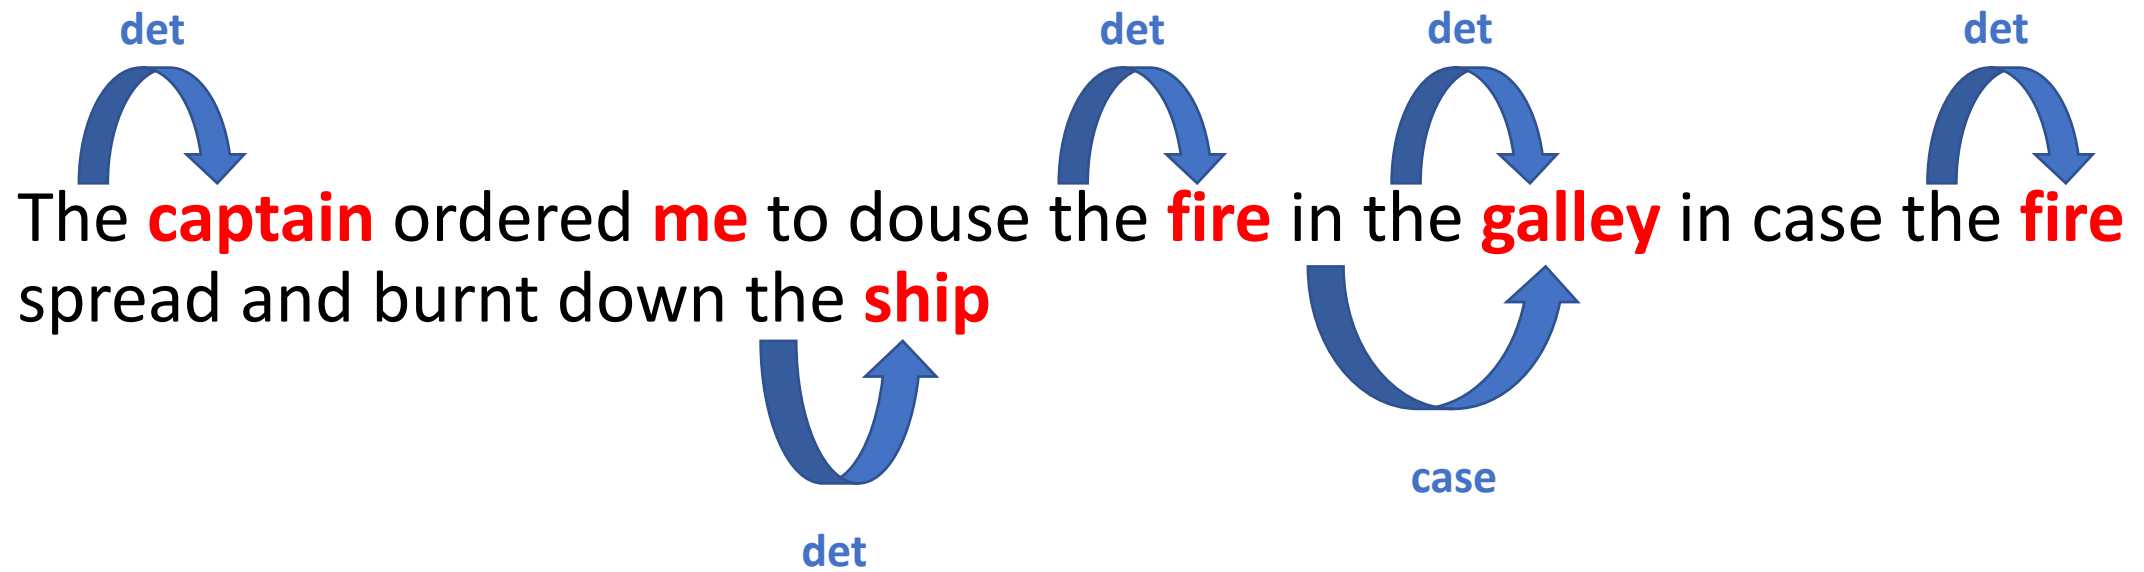 det det det det
The captain ordered me to douse the fire in the galley in case the fire
spread and burnt down the ship
case
det